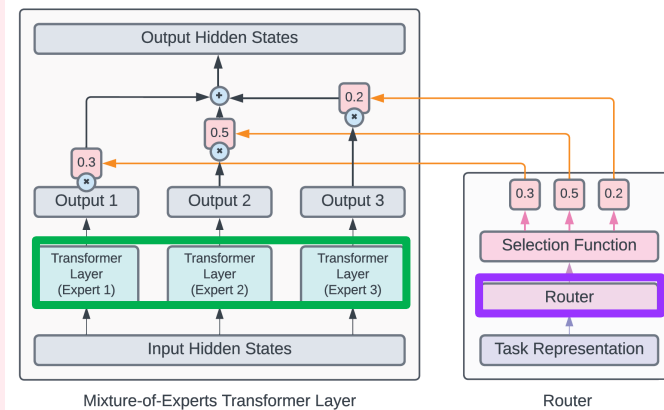 Output Hidden States
+
0.2
×
0.5
×
0.3
×
0.3
0.5
0.2
Output 1
Output 2
Output 3
Selection Function
Transformer
Layer
(Expert 1)
Transformer
Layer
(Expert 2)
Transformer
Layer
(Expert 3)
Router
Input Hidden States
Task Representation
Mixture-of-Experts Transformer Layer
Router